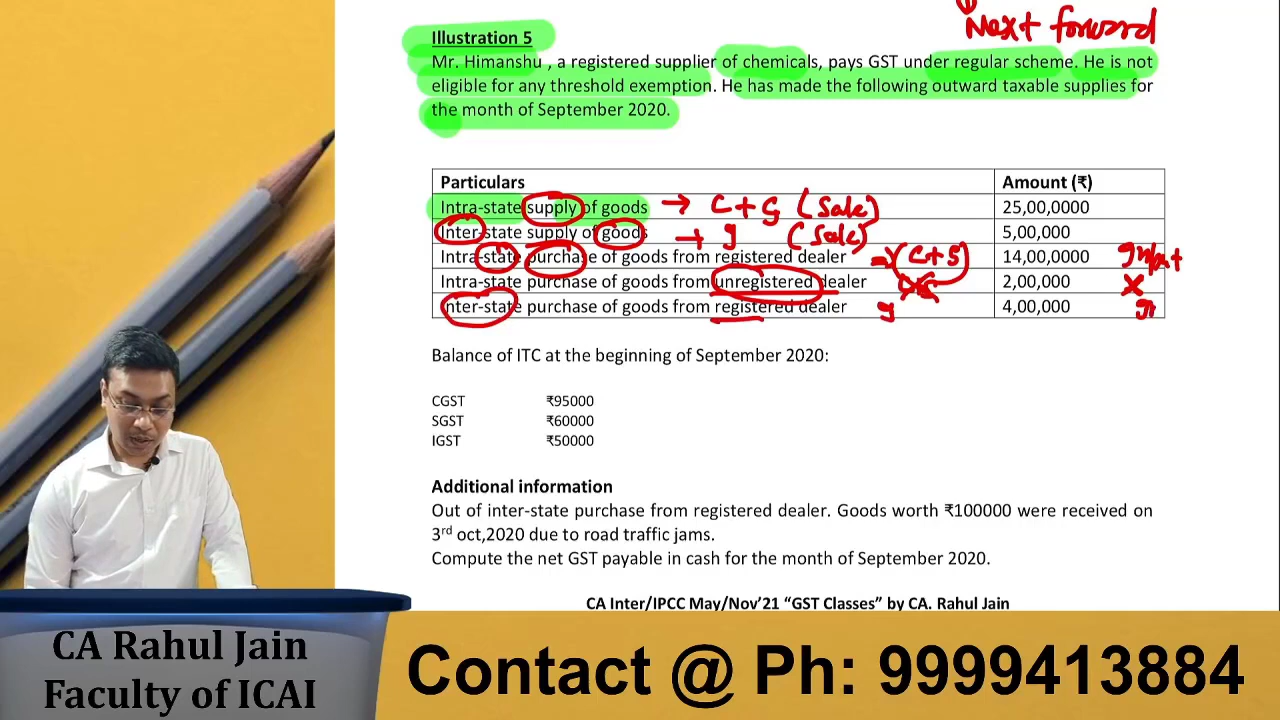 Next forward
Illustration 5
Mr. Himanshu , a registered supplier of chemicals, pays GST under regular scheme. He is not
eligible for any threshold exemption. He has made the following outward taxable supplies for
the month of September 2020.
Particulars Amount (₹)
Intra-state supply of goods → C + G (Sale) 25,00,0000
Inter-state supply of goods → g (Sale) 5,00,000
Intra-state purchase of goods from registered dealer (C+S) 14,00,0000
Intra-state purchase of goods from unregistered dealer 2,00,000 X
Inter-state purchase of goods from registered dealer g 4,00,000
Balance of ITC at the beginning of September 2020:
CGST ₹95000
SGST ₹60000
IGST ₹50000
Additional information
Out of inter-state purchase from registered dealer. Goods worth ₹100000 were received on
3rd oct,2020 due to road traffic jams.
Compute the net GST payable in cash for the month of September 2020.
CA Inter/IPCC May/Nov’21 “GST Classes” by CA. Rahul Jain
CA Rahul Jain
Faculty of ICAI
Contact @ Ph: 9999413884